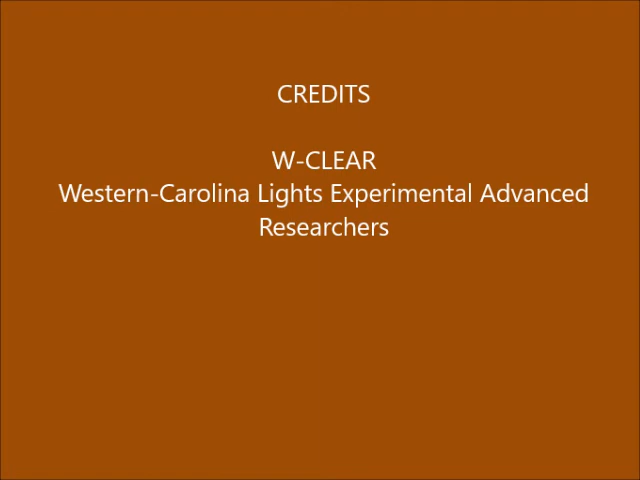 CREDITS
W-CLEAR
Western-Carolina Lights Experimental Advanced
Researchers